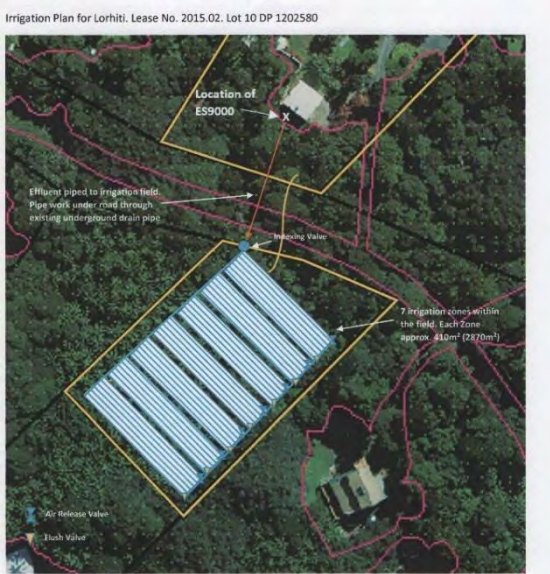 Irrigation Plan for Lorhiti. Lease No. 2015.02. Lot 10 DP 1202580
Location of
ES9000
X
Effluent piped to irrigation field.
Pipe work under road through
existing underground drain pipe
Indexing Valve
7 irrigation zones within
the field. Each Zone
approx. 410m² (2870m²)
Air Release Valve
Flush Valve